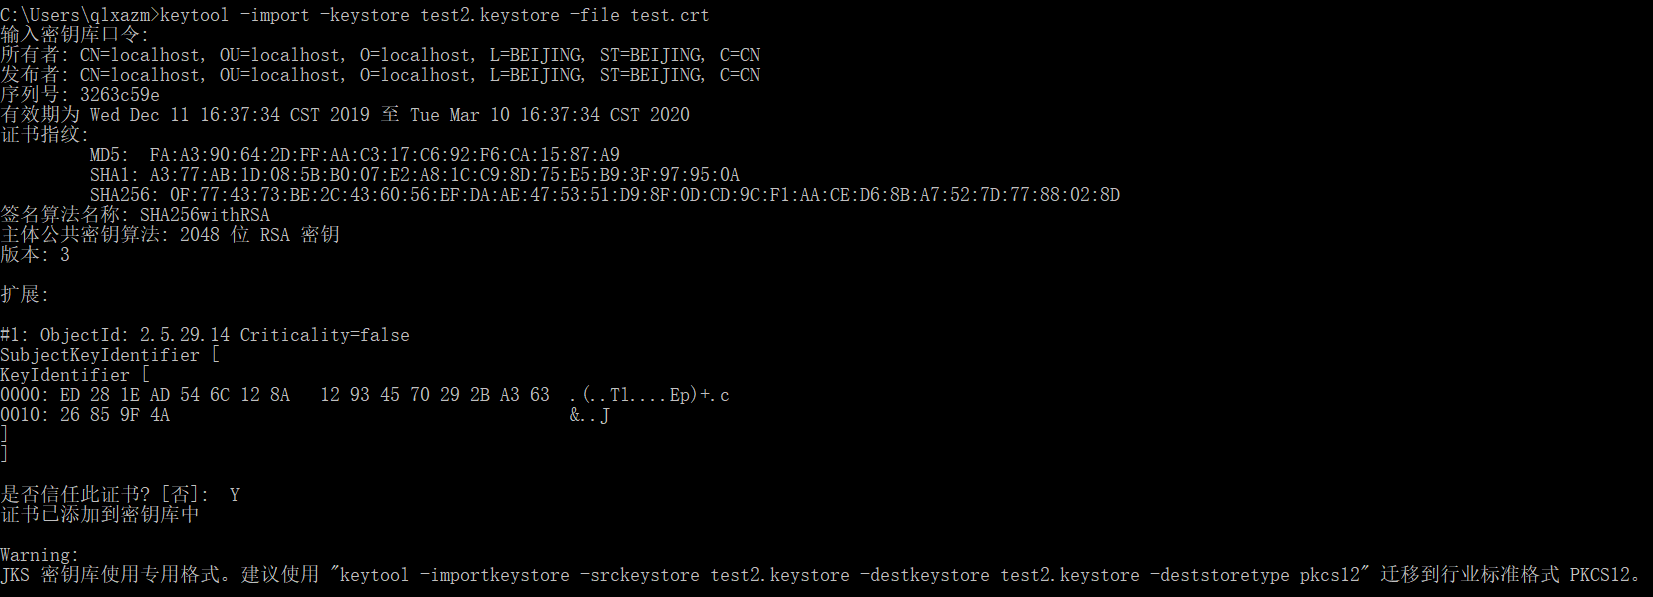 C:\Users\qlxazm>keytool -import -keystore test2.keystore -file test.crt
输入密钥库口令:
所有者: CN=localhost, OU=localhost, O=localhost, L=BEIJING, ST=BEIJING, C=CN
发布者: CN=localhost, OU=localhost, O=localhost, L=BEIJING, ST=BEIJING, C=CN
序列号: 3263c59e
有效期为 Wed Dec 11 16:37:34 CST 2019 至 Tue Mar 10 16:37:34 CST 2020
证书指纹:
MD5:  FA:A3:90:64:2D:FF:AA:C3:17:C6:92:F6:CA:15:87:A9
SHA1: A3:77:AB:1D:08:5B:B0:07:E2:A8:1C:C9:8D:75:E5:B9:3F:97:95:0A
SHA256: 0F:77:43:73:BE:2C:43:60:56:EF:DA:AE:47:53:51:D9:8F:0D:CD:9C:F1:AA:CE:D6:8B:A7:52:7D:77:88:02:8D
签名算法名称: SHA256withRSA
主体公共密钥算法: 2048 位 RSA 密钥
版本: 3
扩展:
#1: ObjectId: 2.5.29.14 Criticality=false
SubjectKeyIdentifier [
KeyIdentifier [
0000: ED 28 1E AD 54 6C 12 8A   12 93 45 70 29 2B A3 63  .(..Tl....Ep)+.c
0010: 26 85 9F 4A                                        &..J
]
]
是否信任此证书? [否]:  Y
证书已添加到密钥库中
Warning:
JKS 密钥库使用专用格式。建议使用 "keytool -importkeystore -srckeystore test2.keystore -destkeystore test2.keystore -deststoretype pkcs12" 迁移到行业标准格式 PKCS12。